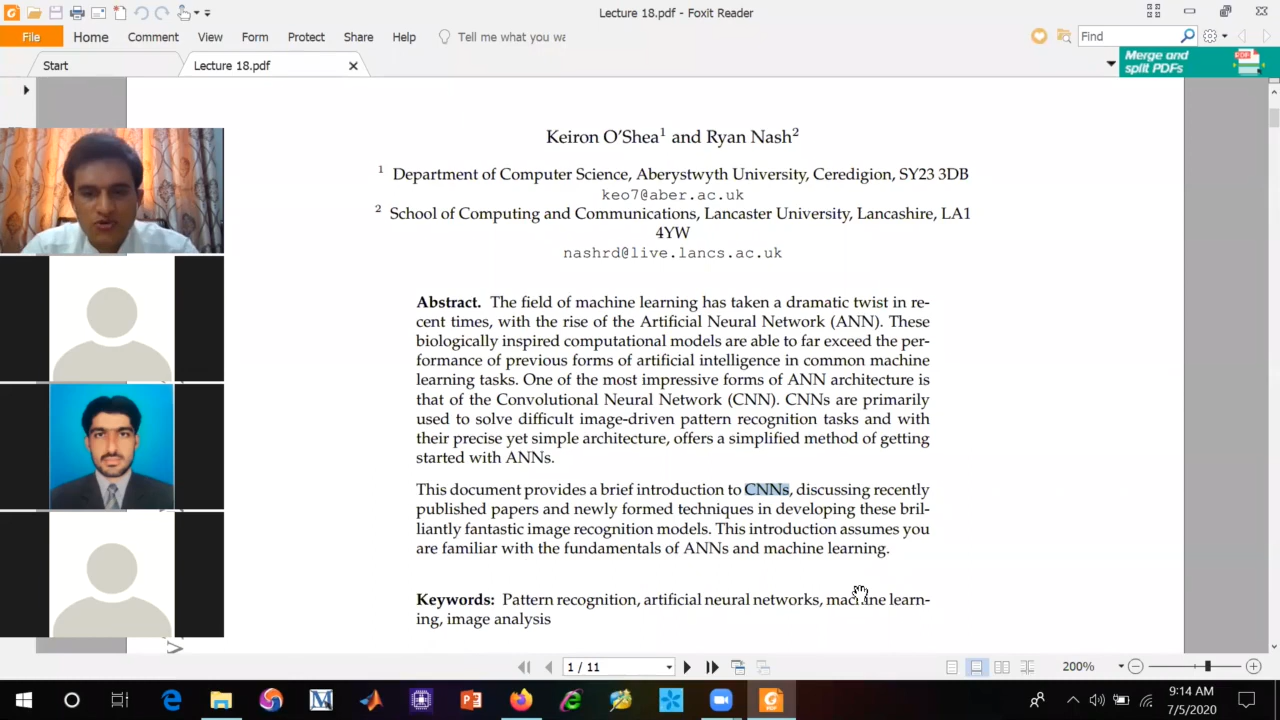 Lecture 18.pdf - Foxit Reader
File Home Comment View Form Protect Share Help Tell me what you wa
Find
Start
Lecture 18.pdf
Merge and
split PDFs
Keiron O'Shea1 and Ryan Nash2
1 Department of Computer Science, Aberystwyth University, Ceredigion, SY23 3DB
keo7@aber.ac.uk
2 School of Computing and Communications, Lancaster University, Lancashire, LA1
4YW
nashrd@live.lancs.ac.uk
Abstract. The field of machine learning has taken a dramatic twist in re-
cent times, with the rise of the Artificial Neural Network (ANN). These
biologically inspired computational models are able to far exceed the per-
formance of previous forms of artificial intelligence in common machine
learning tasks. One of the most impressive forms of ANN architecture is
that of the Convolutional Neural Network (CNN). CNNs are primarily
used to solve difficult image-driven pattern recognition tasks and with
their precise yet simple architecture, offers a simplified method of getting
started with ANNs.
This document provides a brief introduction to CNNs, discussing recently
published papers and newly formed techniques in developing these bril-
liantly fantastic image recognition models. This introduction assumes you
are familiar with the fundamentals of ANNs and machine learning.
Keywords: Pattern recognition, artificial neural networks, machine learn-
ing, image analysis
1 / 11
200%
9:14 AM
7/5/2020